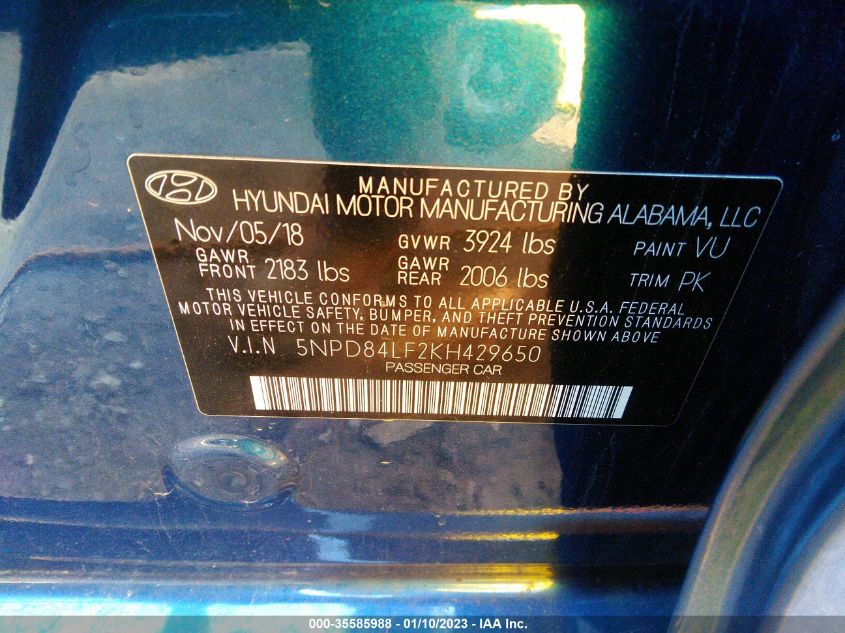 MANUFACTURED BY
HYUNDAI MOTOR MANUFACTURING ALABAMA, LLC
Nov/05/18 GVWR 3924 lbs PAINT VU
GAWR FRONT 2183 lbs GAWR REAR 2006 lbs TRIM PK
THIS VEHICLE CONFORMS TO ALL APPLICABLE U.S.A. FEDERAL
MOTOR VEHICLE SAFETY, BUMPER, AND THEFT PREVENTION STANDARDS
IN EFFECT ON THE DATE OF MANUFACTURE SHOWN ABOVE
V.I.N 5NPD84LF2KH429650
PASSENGER CAR
000-35585988 - 01/10/2023 - IAA Inc.